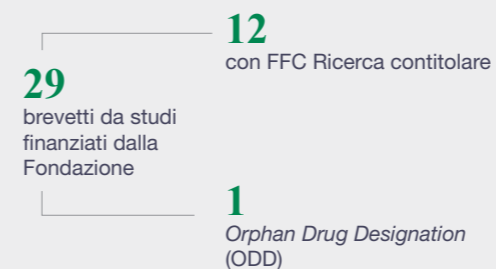 12
con FFC Ricerca contitolare
29
brevetti da studi
finanziati dalla
Fondazione
1
Orphan Drug Designation
(ODD)